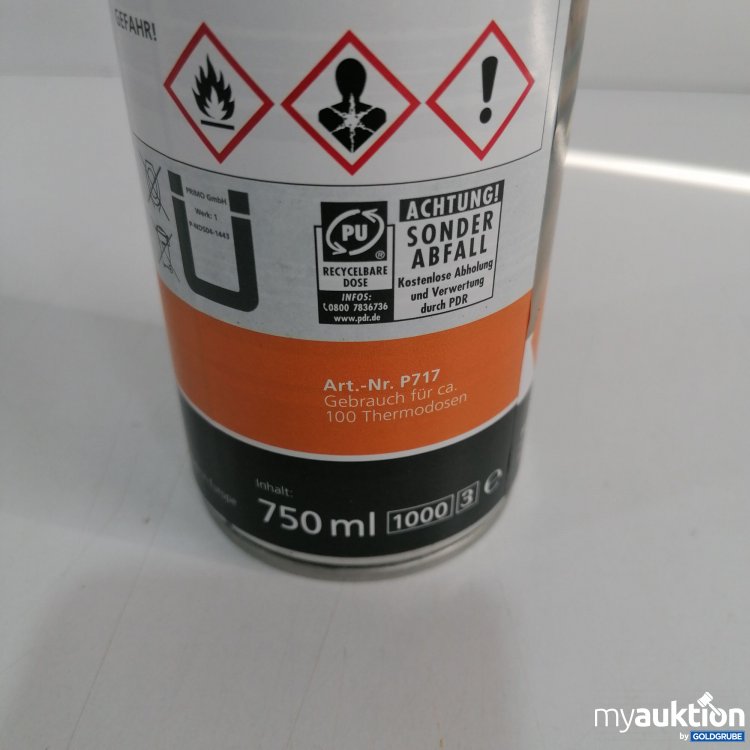 GEFAHR!
PRIMO GmbH
Werk: 1
P-NDS04-1443
PU
®
RECYCELBARE
DOSE
INFOS:
0800 7836736
www.pdr.de
ACHTUNG!
SONDER
ABFALL
Kostenlose Abholung
und Verwertung
durch PDR
Art.-Nr. P717
Gebrauch für ca.
100 Thermodosen
Inhalt:
750 ml 1000 3 e
myauktion
by GOLDGRUBE